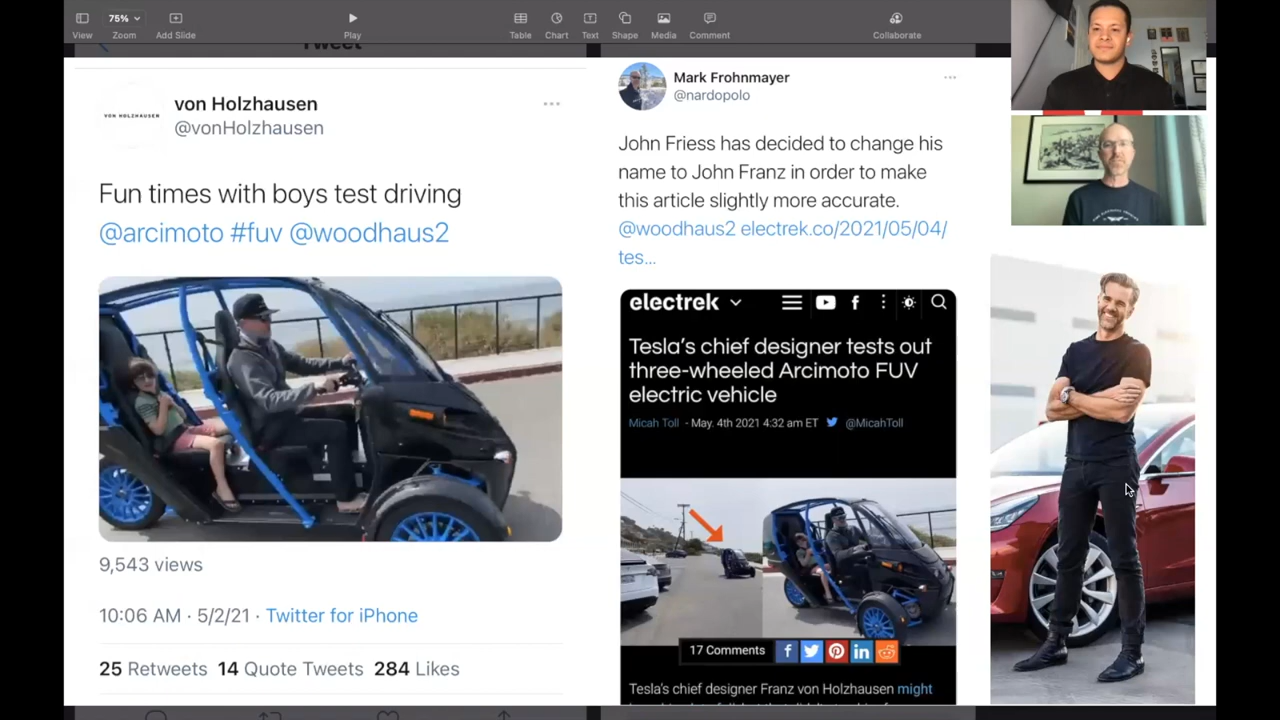 75%
View
Zoom
Add Slide
Play
Table
Chart
Text
Shape
Media
Comment
Collaborate
Tweet
VON HOLZHAUSEN
von Holzhausen
@vonHolzhausen
Fun times with boys test driving
@arcimoto #fuv @woodhaus2
9,543 views
10:06 AM · 5/2/21 · Twitter for iPhone
25 Retweets 14 Quote Tweets 284 Likes
Mark Frohnmayer
@nardopolo
John Friess has decided to change his
name to John Franz in order to make
this article slightly more accurate.
@woodhaus2 electrek.co/2021/05/04/
tes...
electrek
Tesla's chief designer tests out
three-wheeled Arcimoto FUV
electric vehicle
Micah Toll - May. 4th 2021 4:32 am ET @MicahToll
17 Comments
Tesla's chief designer Franz von Holzhausen might